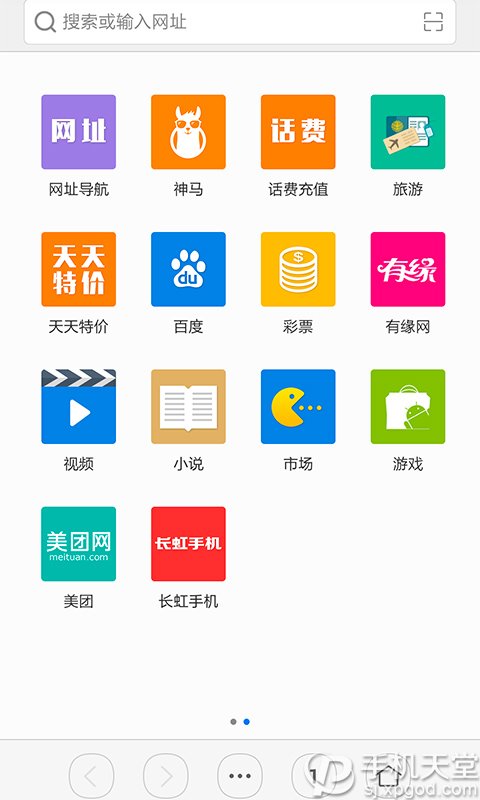 搜索或输入网址
网址
话费
网址导航
神马
话费充值
旅游
天天
特价
du
$
有缘
天天特价
百度
彩票
有缘网
视频
小说
市场
游戏
美团网
meituan.com
长虹手机
美团
长虹手机
1
手机天堂
sjxpgod.com